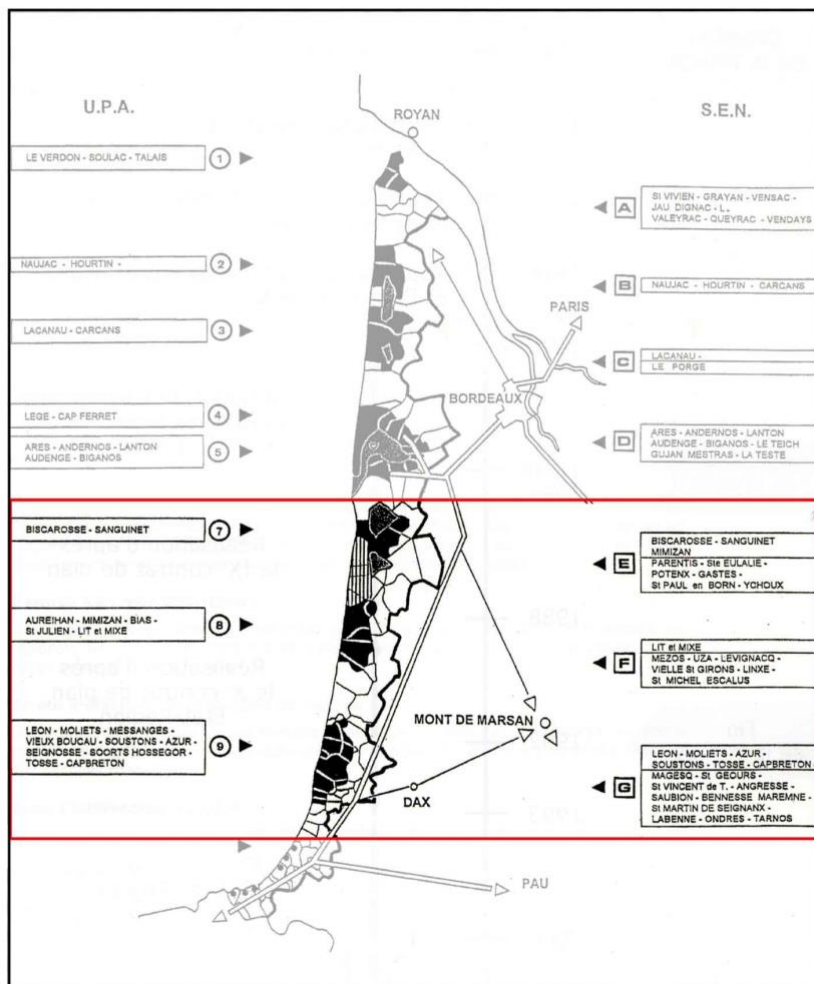 U.P.A.
S.E.N.
ROYAN
LE VERDON - SOULAC - TALAIS
1
A
St VIVIEN - GRAYAN - VENSAC -
JAU DIGNAC - L.
VALEYRAC - QUEYRAC - VENDAYS
NAUJAC - HOURTIN -
2
B
NAUJAC - HOURTIN - CARCANS
PARIS
LACANAU - CARCANS
3
C
LACANAU -
LE PORGE
BORDEAUX
LEGE - CAP FERRET
4
ARES - ANDERNOS - LANTON
AUDENGE - BIGANOS
5
D
ARES - ANDERNOS - LANTON
AUDENGE - BIGANOS - LE TEICH
GUJAN MESTRAS - LA TESTE
BISCAROSSE - SANGUINET
7
E
BISCAROSSE - SANGUINET
MIMIZAN
PARENTIS - Ste EULALIE -
POTENX - GASTES -
St PAUL en BORN - YCHOUX
AUREIHAN - MIMIZAN - BIAS -
St JULIEN - LIT et MIXE
8
F
LIT et MIXE
MEZOS - UZA - LEVIGNACQ -
VIELLE St GIRONS - LINXE -
St MICHEL ESCALUS
MONT DE MARSAN
LEON - MOLIETS - MESSANGES -
VIEUX BOUCAU - SOUSTONS - AZUR -
SEIGNOSSE - SOORTS HOSSEGOR -
TOSSE - CAPBRETON
9
G
LEON - MOLIETS - AZUR -
SOUSTONS - TOSSE - CAPBRETON
MAGESQ - St GEOURS -
St VINCENT de T. - ANGRESSE -
SAUBION - BENNESSE MAREMNE -
St MARTIN DE SEIGNANX -
LABENNE - ONDRES - TARNOS
DAX
PAU